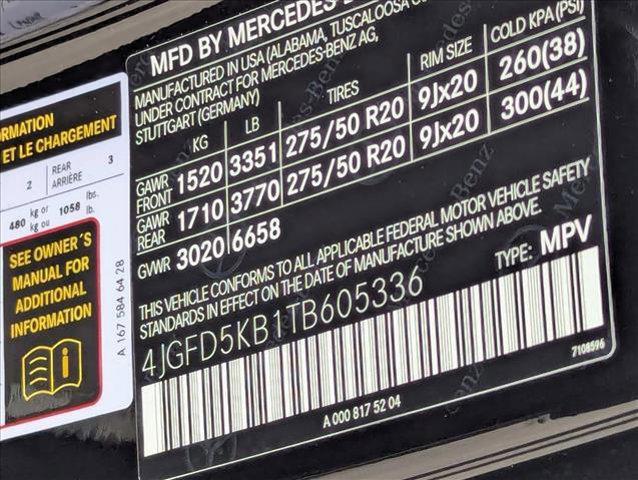 RMATION
ET LE CHARGEMENT
2 REAR ARRIÈRE 3
480 kg or kg ou 1058 lbs. lb.
SEE OWNER'S
MANUAL FOR
ADDITIONAL
INFORMATION
A 167 584 64 28
MFD BY MERCEDES
MANUFACTURED IN USA (ALABAMA, TUSCALOOSA
UNDER CONTRACT FOR MERCEDES-BENZ AG,
STUTTGART (GERMANY)
KG LB TIRES RIM SIZE COLD KPA (PSI)
GAWR FRONT 1520 3351 275/50 R20 9Jx20 260(38)
GAWR REAR 1710 3770 275/50 R20 9Jx20 300(44)
GVWR 3020 6658
THIS VEHICLE CONFORMS TO ALL APPLICABLE FEDERAL MOTOR VEHICLE SAFETY
STANDARDS IN EFFECT ON THE DATE OF MANUFACTURE SHOWN ABOVE.
4JGFD5KB1TB605336 TYPE: MPV
7108596
A 000 817 52 04